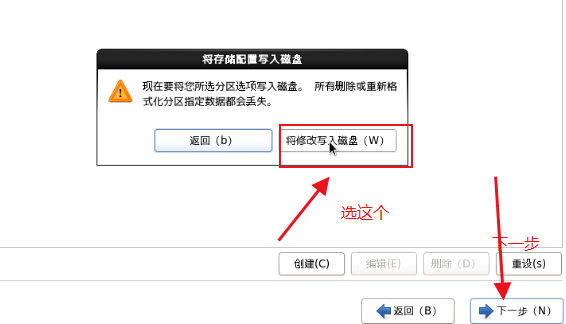 将存储配置写入磁盘
现在要将您所选分区选项写入磁盘。 所有删除或重新格
式化分区指定数据都会丢失。
返回（b）
将修改写入磁盘（W）
选这个
下一步
创建(C)
编辑(E)
删除（D）
重设(s)
返回（B）
下一步（N）